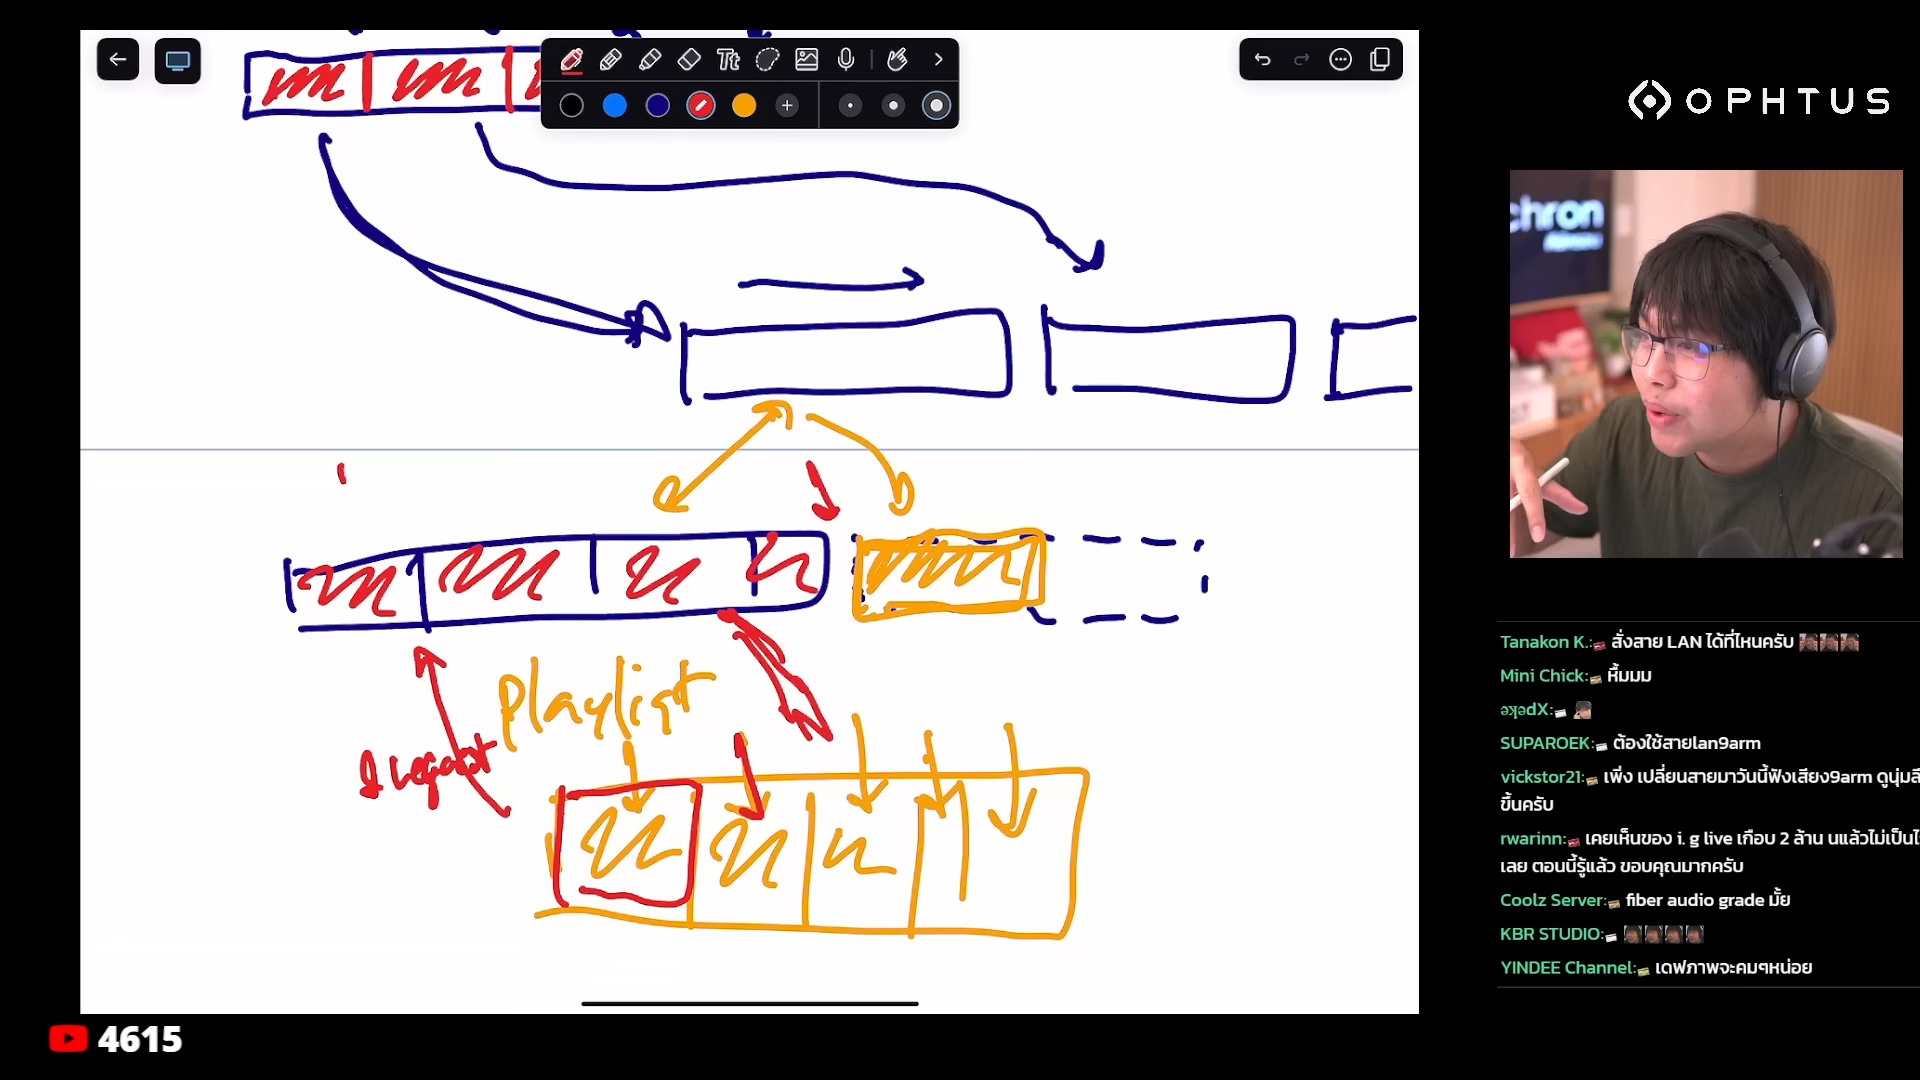 Tt
OPHTUS
chron
Playlist
Tanakon K.: สั่งสาย LAN ได้ที่ไหนครับ
Mini Chick: หึ้มมม
SUPAROEK: ต้องใช้สายlan9arm
vickstor21: เพิ่ง เปลี่ยนสายมาวันนี้ฟังเสียง9arm ดูนุ่มลึ
ขึ้นครับ
rwarinn: เคยเห็นของ i. g live เกือบ 2 ล้าน นแล้วไม่เป็นไ
เลย ตอนนี้รู้แล้ว ขอบคุณมากครับ
Coolz Server: fiber audio grade มั้ย
KBR STUDIO:
YINDEE Channel: เดฟภาพจะคมๆหน่อย
4615